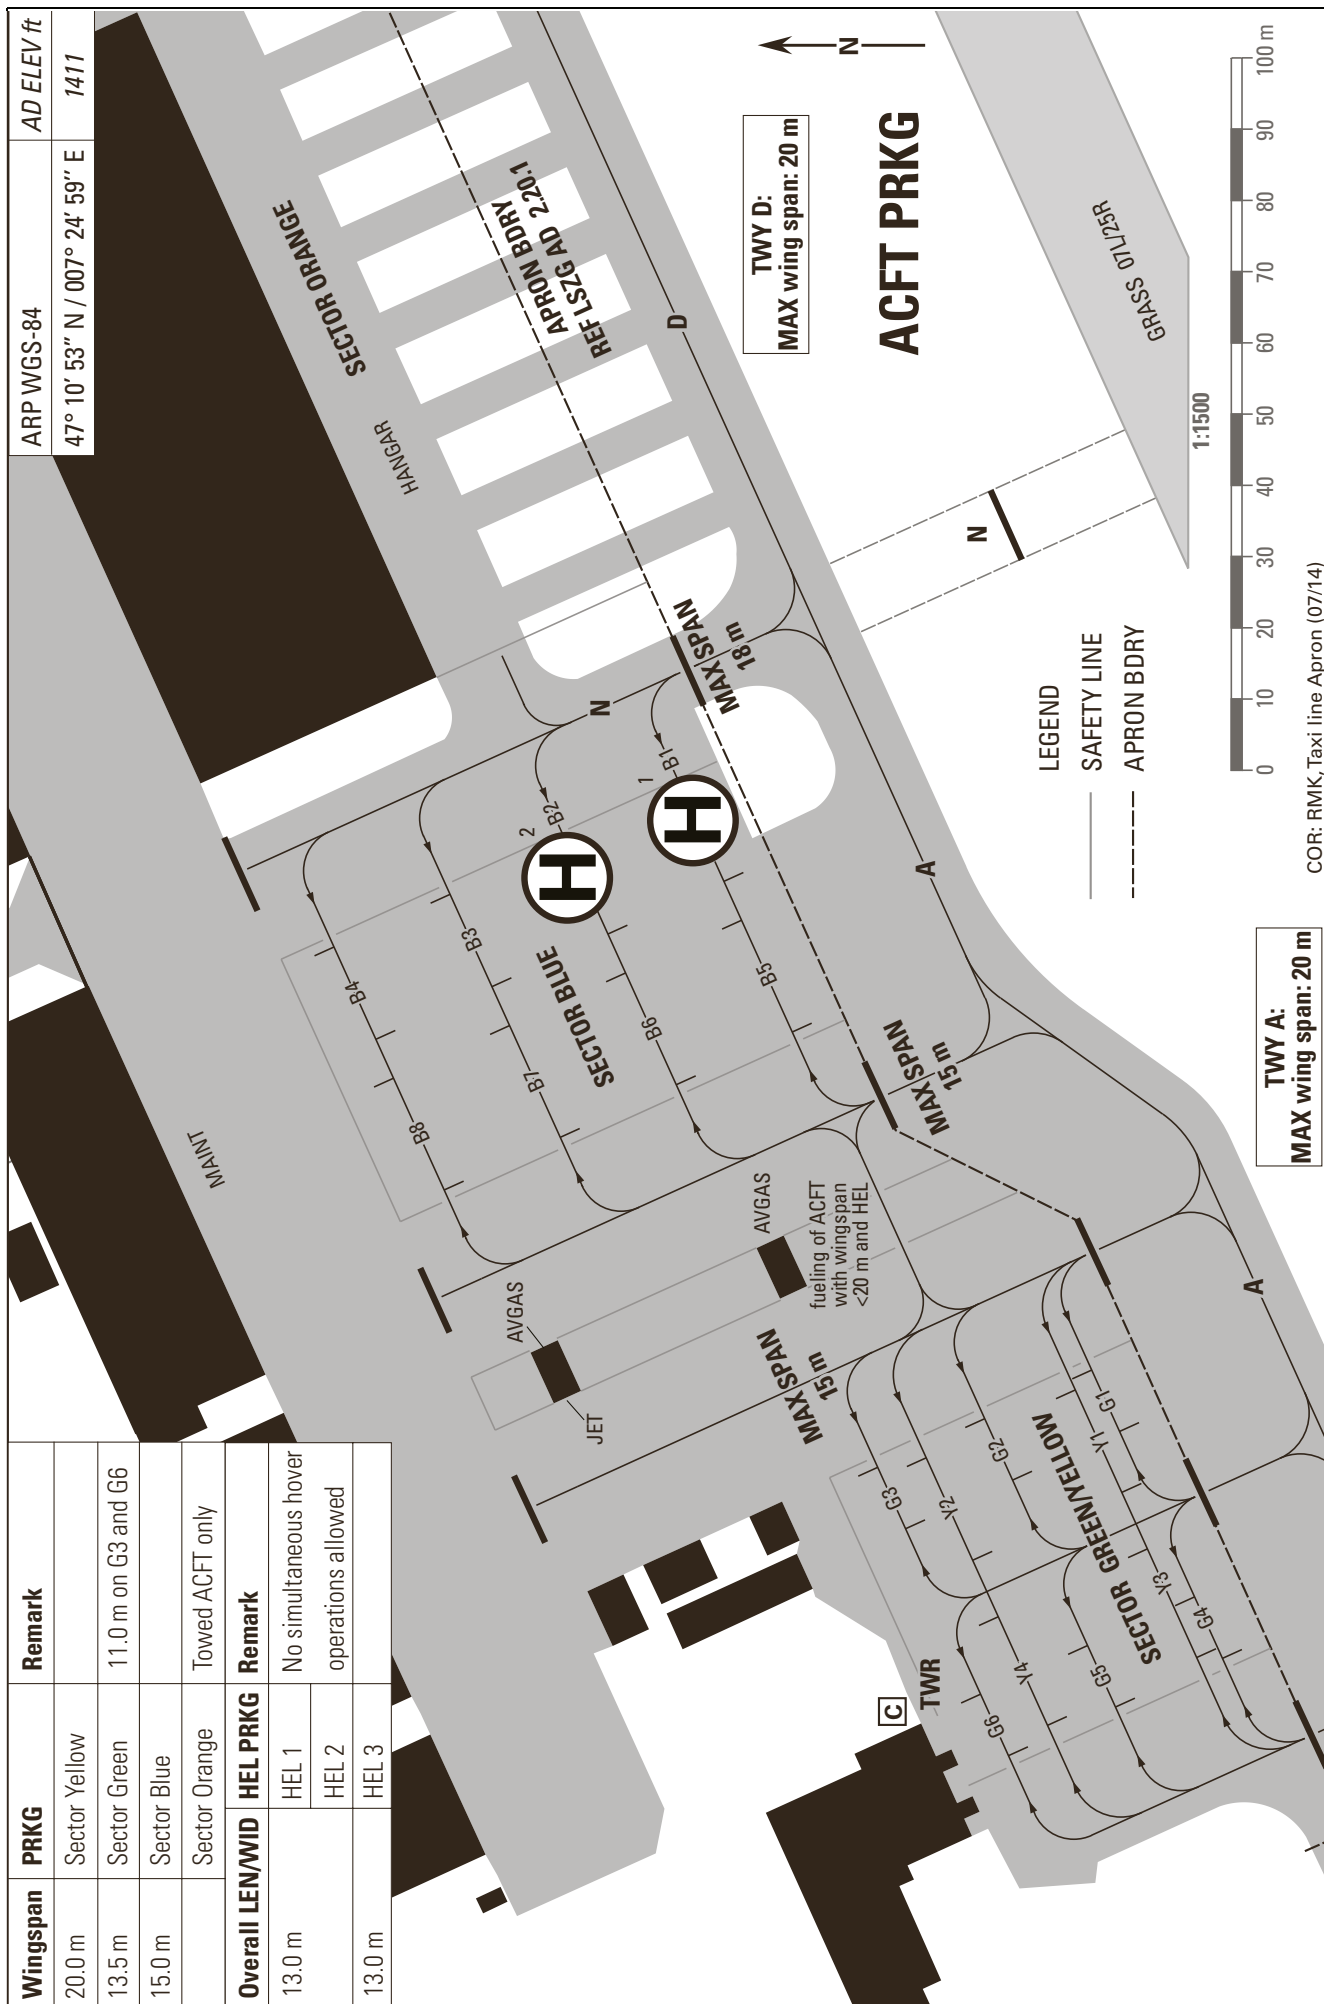 Wingspan PRKG Remark
20.0 m Sector Yellow
13.5 m Sector Green 11.0 m on G3 and G6
15.0 m Sector Blue
Sector Orange Towed ACFT only
Overall LEN/WID HEL PRKG Remark
13.0 m HEL 1 No simultaneous hover
HEL 2 operations allowed
13.0 m HEL 3
ARP WGS-84 AD ELEV ft
47° 10' 53'' N / 007° 24' 59'' E 1411
MAINT
HANGAR
SECTOR ORANGE
APRON BDRY
REF LSZG AD 2.20.1
D
B4
B8
B3
B7
SECTOR BLUE
2
B2
H
B6
1
B1
H
B5
N
MAX SPAN
18 m
MAX SPAN
15 m
A
AVGAS
JET
AVGAS
fueling of ACFT
with wingspan
<20 m and HEL
MAX SPAN
15 m
G3
Y2
G2
Y1
G1
SECTOR GREEN/YELLOW
G6
Y4
G5
Y3
G4
C
TWR
A
TWY D:
MAX wing span: 20 m
N
ACFT PRKG
GRASS 07L/25R
N
LEGEND
SAFETY LINE
APRON BDRY
TWY A:
MAX wing span: 20 m
1:1500
0 10 20 30 40 50 60 70 80 90 100 m
COR: RMK, Taxi line Apron (07/14)